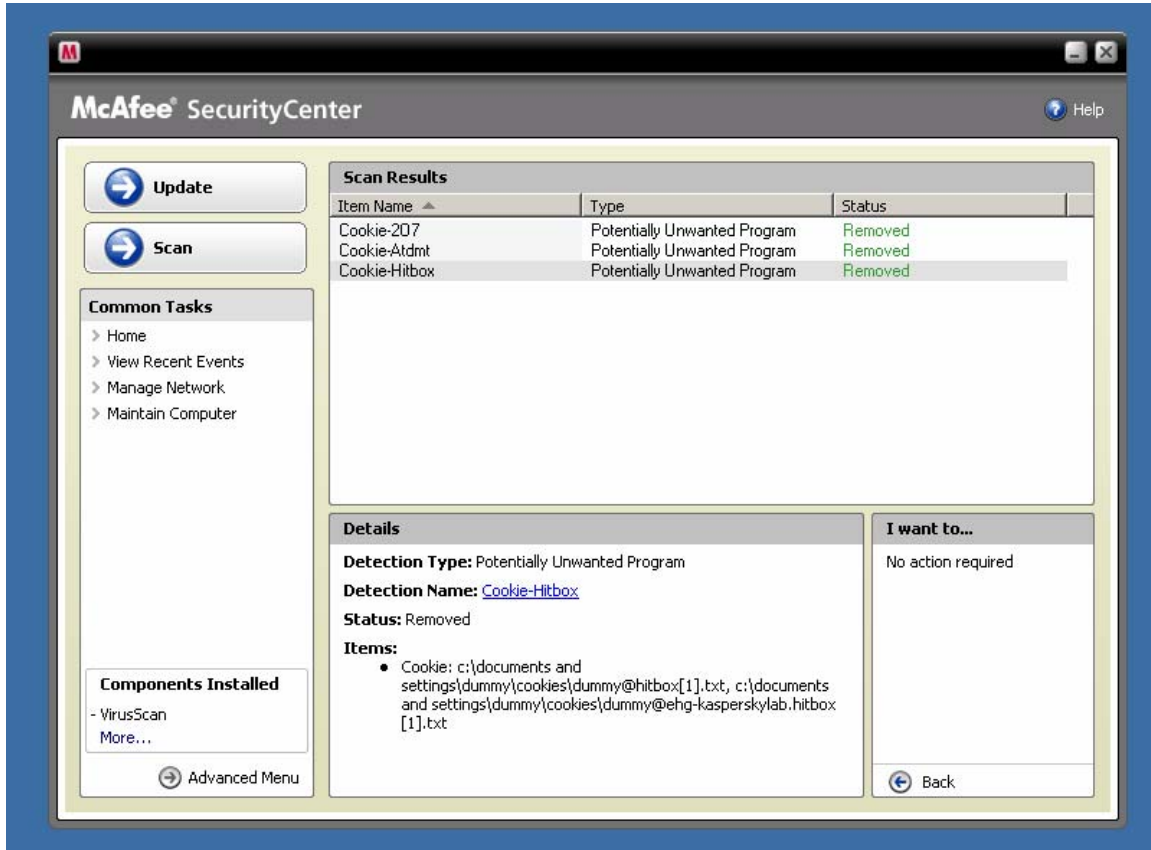 M
McAfee® SecurityCenter
? Help
Update
Scan
Common Tasks
Home
View Recent Events
Manage Network
Maintain Computer
Components Installed
- VirusScan
More...
Advanced Menu
Scan Results
Item Name Type Status
Cookie-2O7 Potentially Unwanted Program Removed
Cookie-Atdmt Potentially Unwanted Program Removed
Cookie-Hitbox Potentially Unwanted Program Removed
Details
Detection Type: Potentially Unwanted Program
Detection Name: Cookie-Hitbox
Status: Removed
Items:
• Cookie: c:\documents and
settings\dummy\cookies\dummy@hitbox[1].txt, c:\documents
and settings\dummy\cookies\dummy@ehg-kasperskylab.hitbox
[1].txt
I want to...
No action required
Back